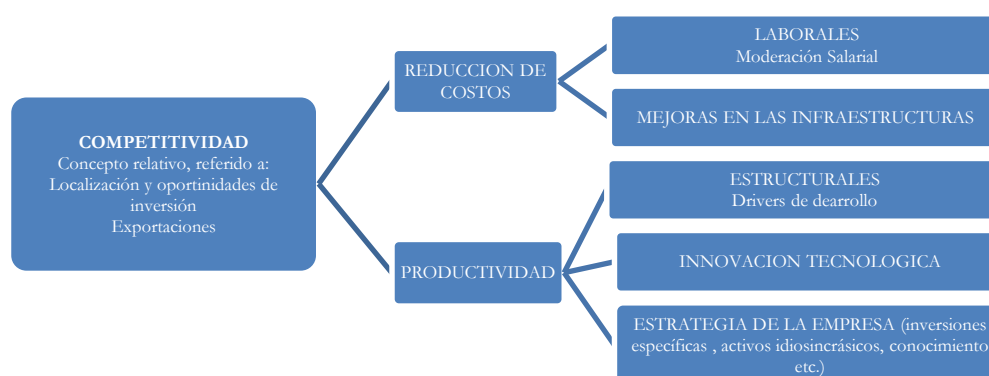 COMPETITIVIDAD
Concepto relativo, referido a:
Localización y oportinidades de
inversión
Exportaciones
REDUCCION DE
COSTOS
LABORALES
Moderación Salarial
MEJORAS EN LAS INFRAESTRUCTURAS
PRODUCTIVIDAD
ESTRUCTURALES
Drivers de dearrollo
INNOVACION TECNOLOGICA
ESTRATEGIA DE LA EMPRESA (inversiones
específicas , activos idiosincrásicos, conocimiento
etc.)